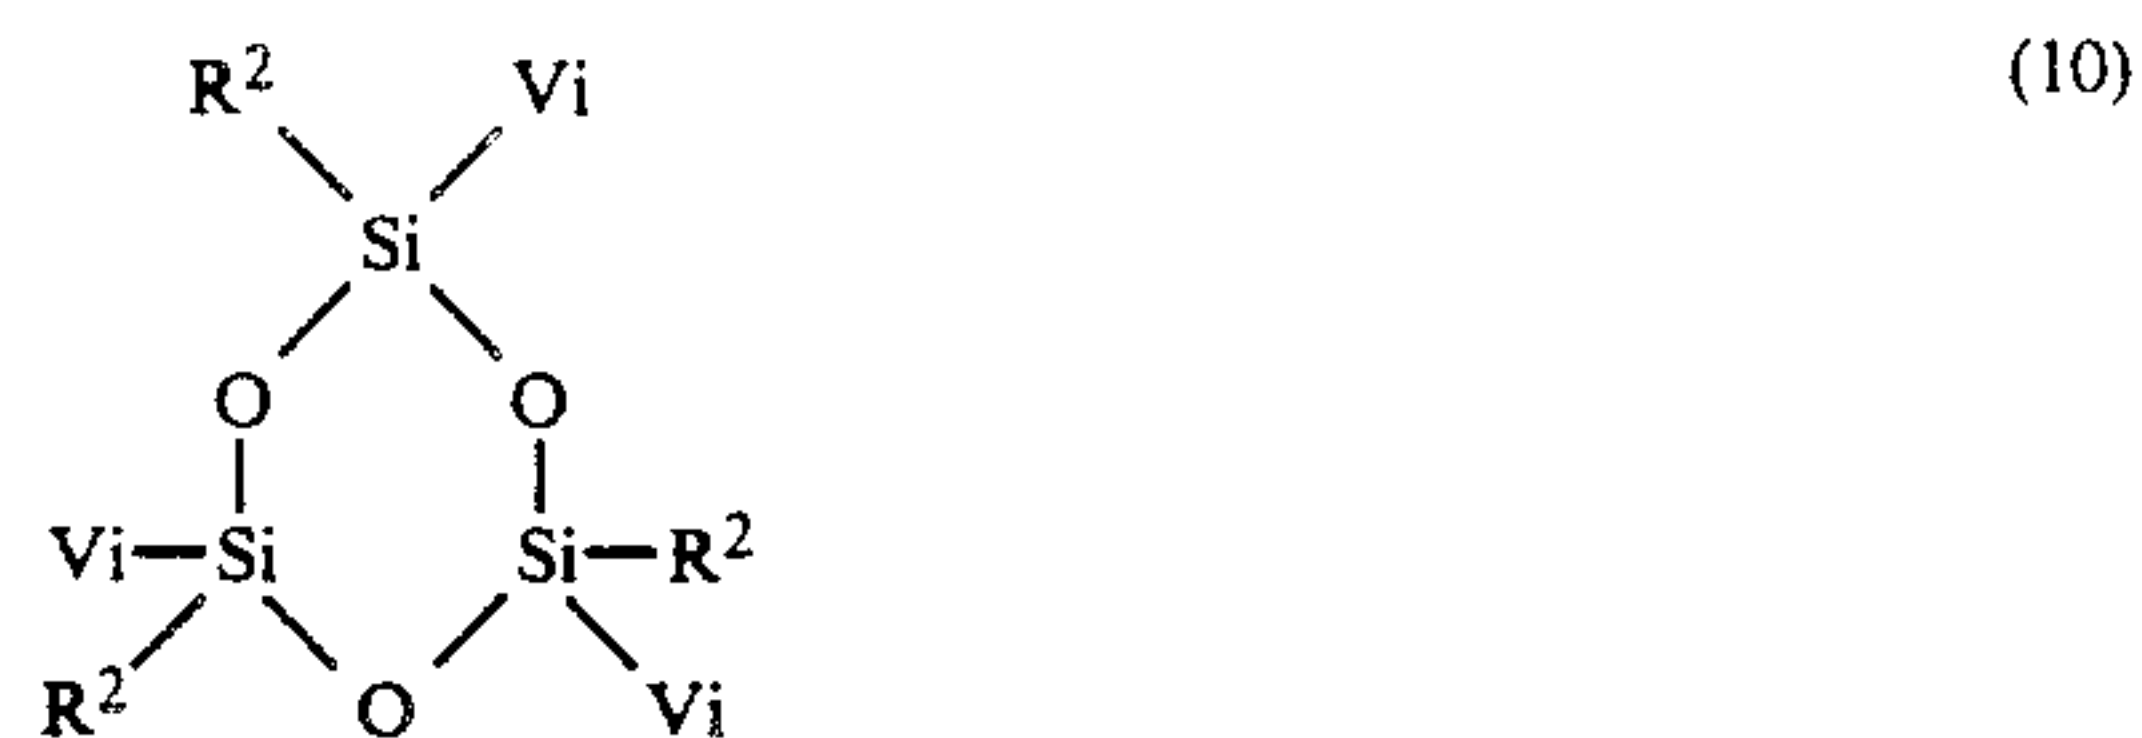 R² Vi (10)
Si
O O
Vi—Si Si—R²
R² O Vi